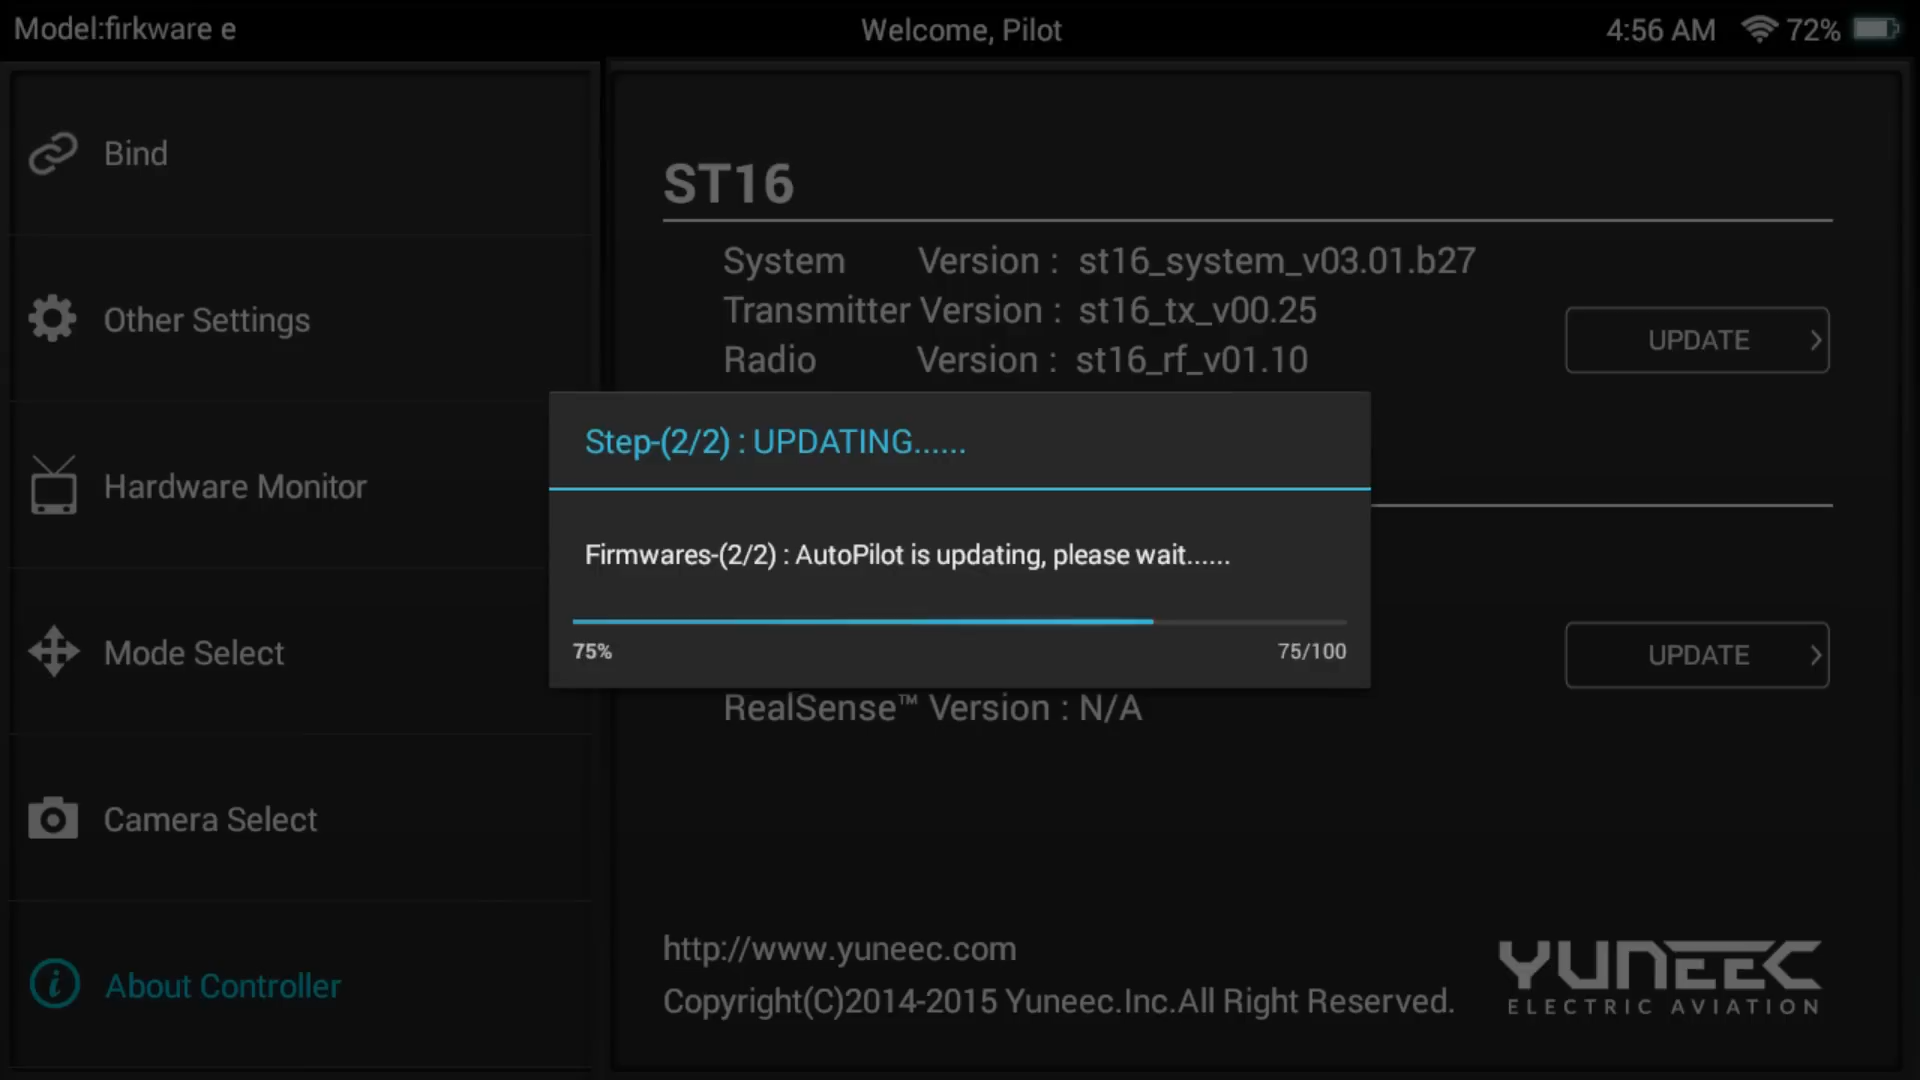 Model:firkware e
Welcome, Pilot
4:56 AM 72%
Bind
Other Settings
Hardware Monitor
Mode Select
Camera Select
About Controller
ST16
System Version : st16_system_v03.01.b27
Transmitter Version : st16_tx_v00.25
Radio Version : st16_rf_v01.10
UPDATE
Step-(2/2) : UPDATING......
Firmwares-(2/2) : AutoPilot is updating, please wait......
75% 75/100
UPDATE
RealSense™ Version : N/A
http://www.yuneec.com
Copyright(C)2014-2015 Yuneec.Inc.All Right Reserved.
YUNEEC
ELECTRIC AVIATION